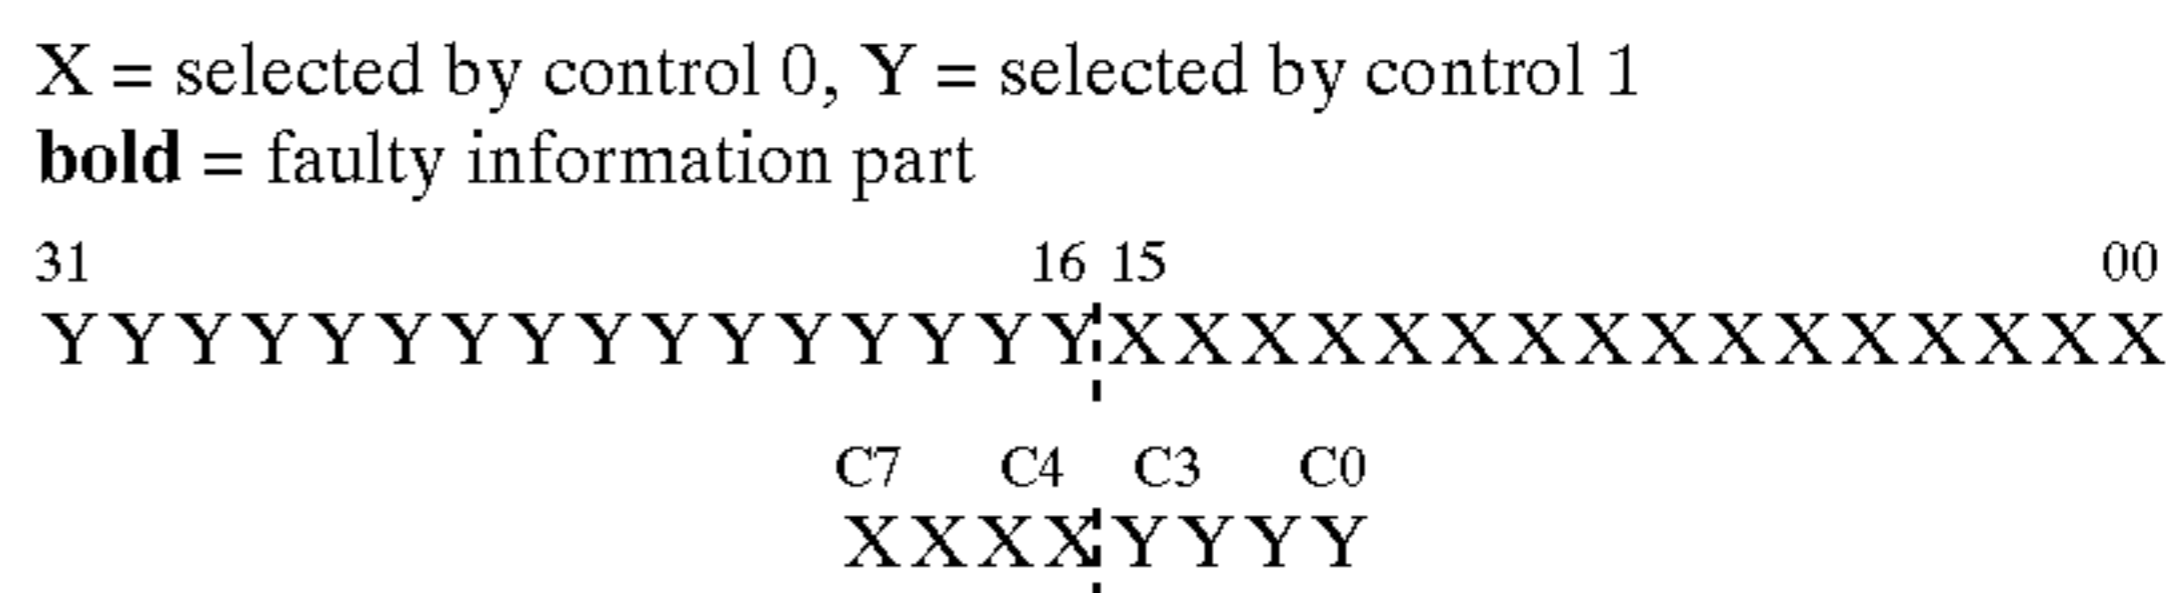 X = selected by control 0, Y = selected by control 1
bold = faulty information part
31 16 15 00
YYYYYYYYYYYYYYYYXXXXXXXXXXXXXXXX
C7 C4 C3 C0
XXXXYYYY